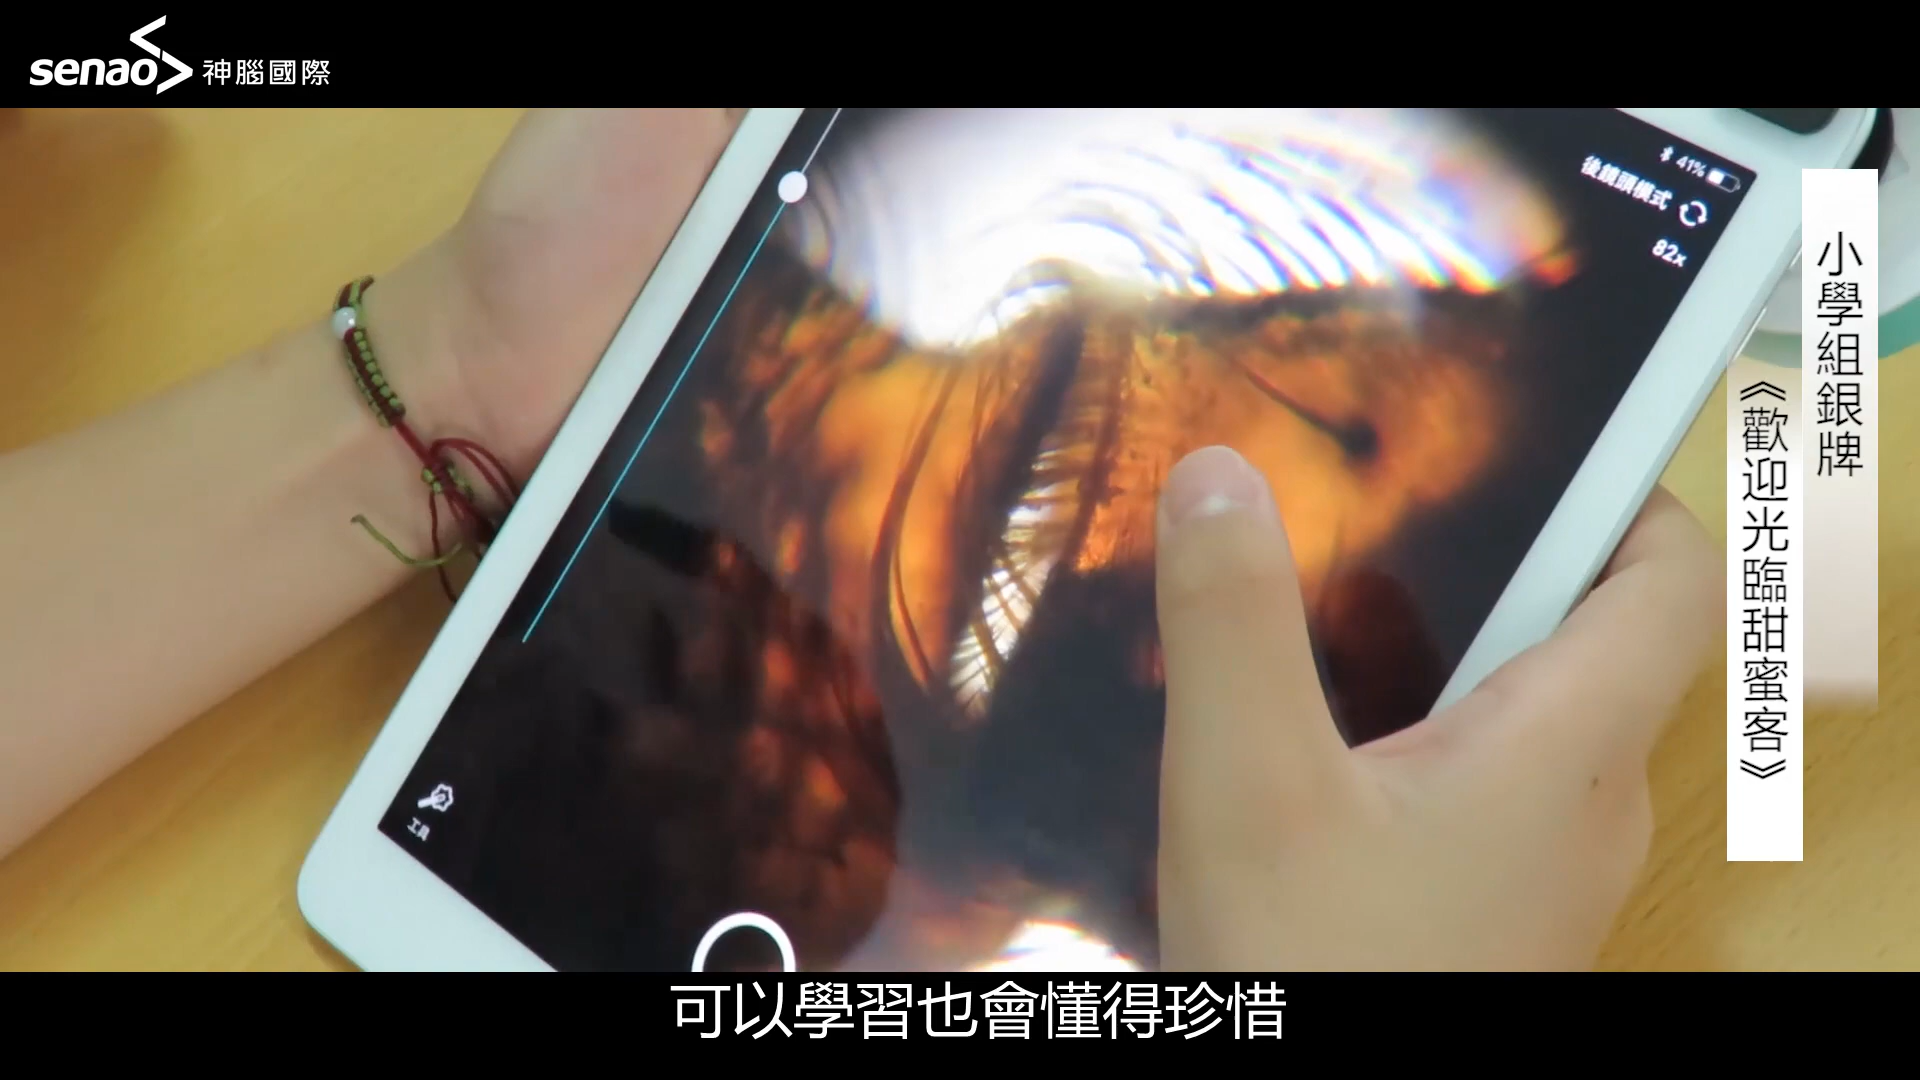 senao 神腦國際
41%
後鏡頭模式
82x
小學組銀牌
《歡迎光臨甜蜜客》
工具
可以學習也會懂得珍惜